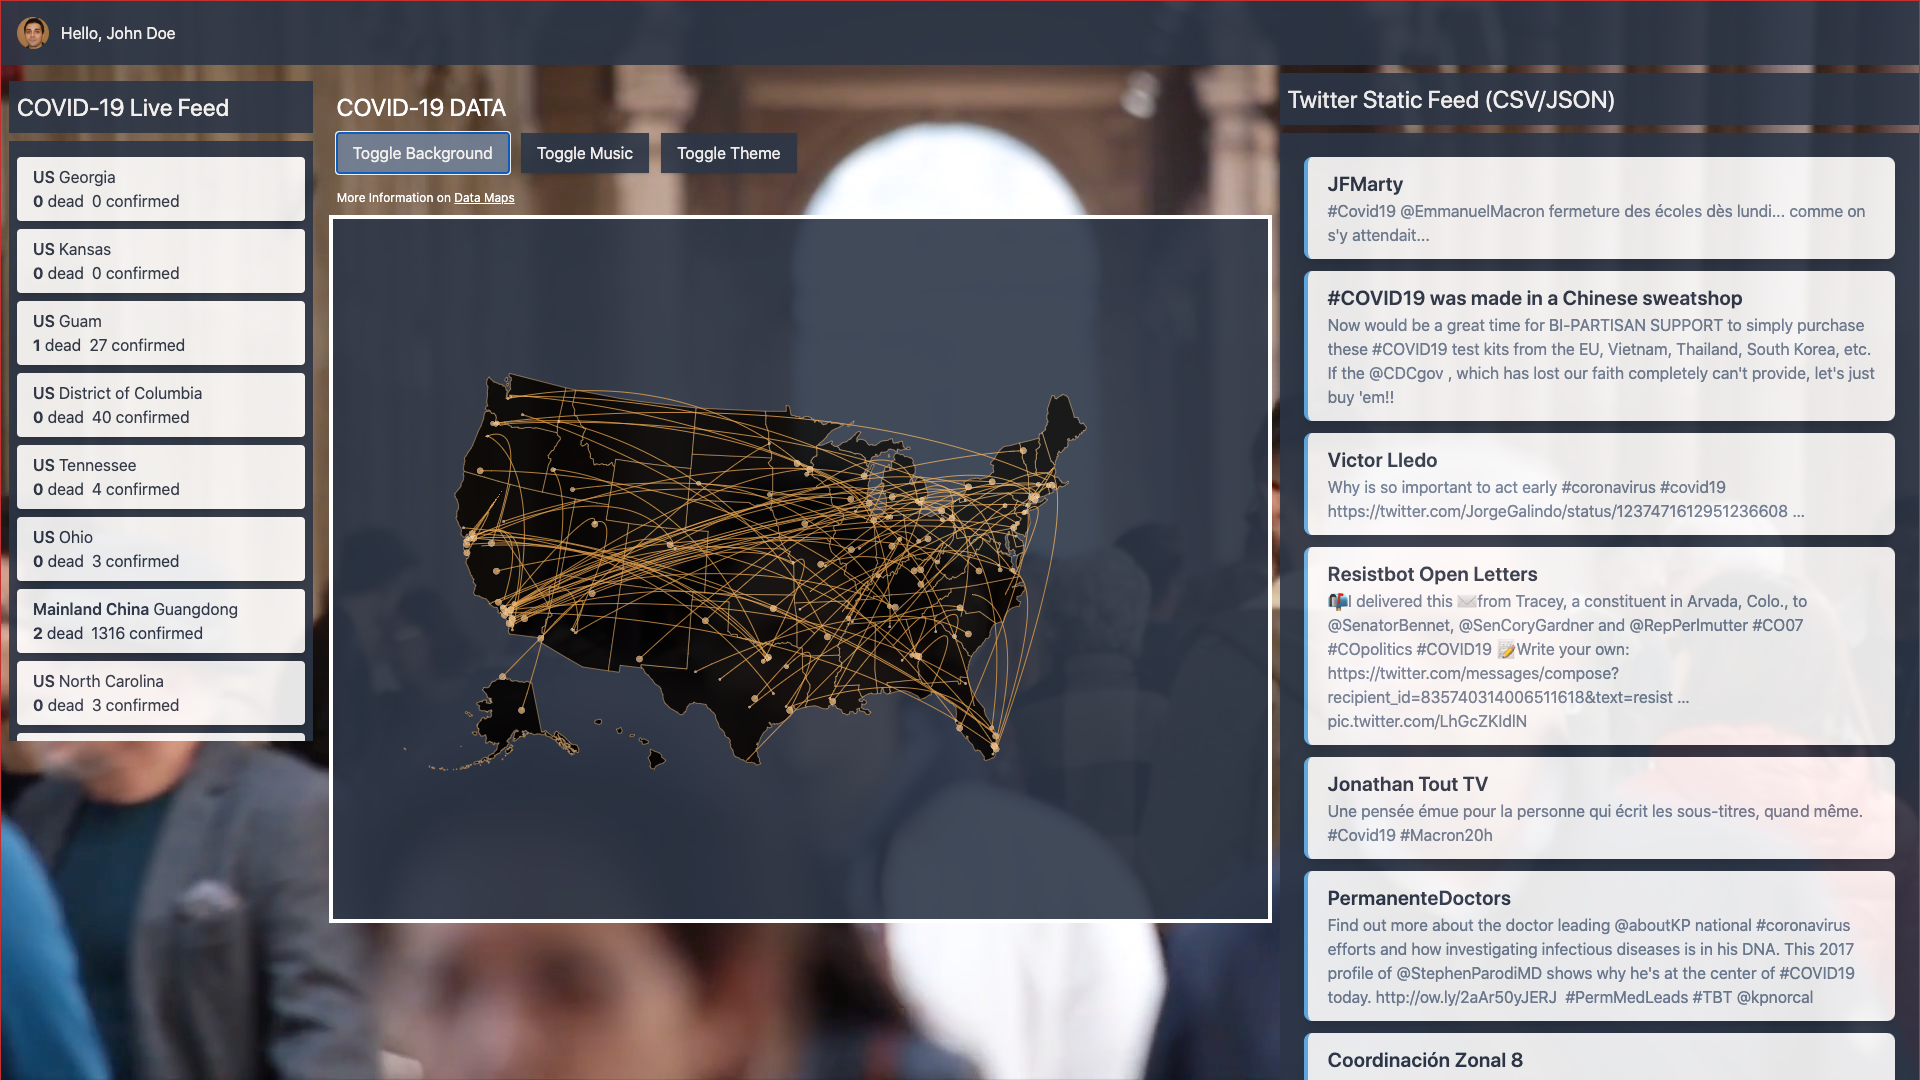 Hello, John Doe
COVID-19 Live Feed
US Georgia
0 dead 0 confirmed
US Kansas
0 dead 0 confirmed
US Guam
1 dead 27 confirmed
US District of Columbia
0 dead 40 confirmed
US Tennessee
0 dead 4 confirmed
US Ohio
0 dead 3 confirmed
Mainland China Guangdong
2 dead 1316 confirmed
US North Carolina
0 dead 3 confirmed
COVID-19 DATA
Toggle Background
Toggle Music
Toggle Theme
More Information on Data Maps
Twitter Static Feed (CSV/JSON)
JFMarty
#Covid19 @EmmanuelMacron fermeture des écoles dès lundi... comme on
s'y attendait...
#COVID19 was made in a Chinese sweatshop
Now would be a great time for BI-PARTISAN SUPPORT to simply purchase
these #COVID19 test kits from the EU, Vietnam, Thailand, South Korea, etc.
If the @CDCgov , which has lost our faith completely can't provide, let's just
buy 'em!!
Victor Lledo
Why is so important to act early #coronavirus #covid19
https://twitter.com/JorgeGalindo/status/1237471612951236608 ...
Resistbot Open Letters
📬I delivered this ✉️from Tracey, a constituent in Arvada, Colo., to
@SenatorBennet, @SenCoryGardner and @RepPerlmutter #CO07
#COpolitics #COVID19 📝Write your own:
https://twitter.com/messages/compose?
recipient_id=835740314006511618&text=resist ...
pic.twitter.com/LhGcZKIdlN
Jonathan Tout TV
Une pensée émue pour la personne qui écrit les sous-titres, quand même.
#Covid19 #Macron20h
PermanenteDoctors
Find out more about the doctor leading @aboutKP national #coronavirus
efforts and how investigating infectious diseases is in his DNA. This 2017
profile of @StephenParodiMD shows why he's at the center of #COVID19
today. http://ow.ly/2aAr50yJERJ #PermMedLeads #TBT @kpnorcal
Coordinación Zonal 8